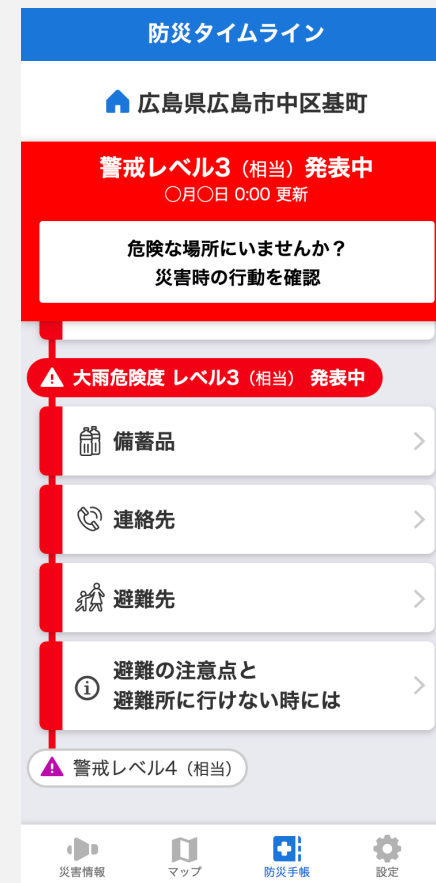 防災タイムライン
広島県広島市中区基町
警戒レベル3（相当）発表中
○月○日 0:00 更新
危険な場所にいませんか？
災害時の行動を確認
大雨危険度 レベル3（相当） 発表中
備蓄品
連絡先
避難先
避難の注意点と
避難所に行けない時には
警戒レベル4（相当）
災害情報
マップ
防災手帳
設定